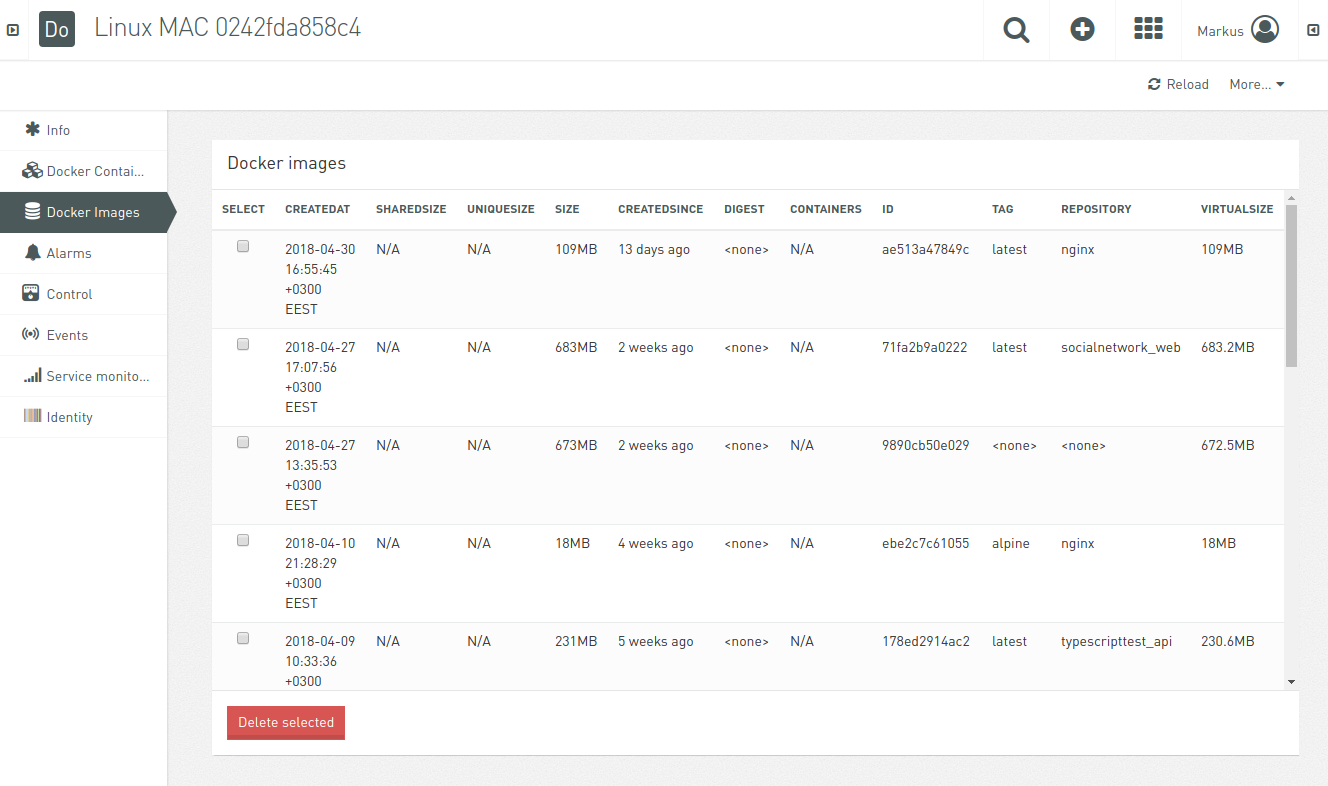 Do Linux MAC 0242fda858c4
Markus
Reload More...
Info
Docker Contai...
Docker Images
Alarms
Control
Events
Service monito...
Identity
Docker images
SELECT CREATEDAT SHAREDSIZE UNIQUESIZE SIZE CREATEDSINCE DIGEST CONTAINERS ID TAG REPOSITORY VIRTUALSIZE
2018-04-30 N/A N/A 109MB 13 days ago <none> N/A ae513a47849c latest nginx 109MB
16:55:45
+0300
EEST
2018-04-27 N/A N/A 683MB 2 weeks ago <none> N/A 71fa2b9a0222 latest socialnetwork_web 683.2MB
17:07:56
+0300
EEST
2018-04-27 N/A N/A 673MB 2 weeks ago <none> N/A 9890cb50e029 <none> <none> 672.5MB
13:35:53
+0300
EEST
2018-04-10 N/A N/A 18MB 4 weeks ago <none> N/A ebe2c7c61055 alpine nginx 18MB
21:28:29
+0300
EEST
2018-04-09 N/A N/A 231MB 5 weeks ago <none> N/A 178ed2914ac2 latest typescripttest_api 230.6MB
10:33:36
+0300
Delete selected